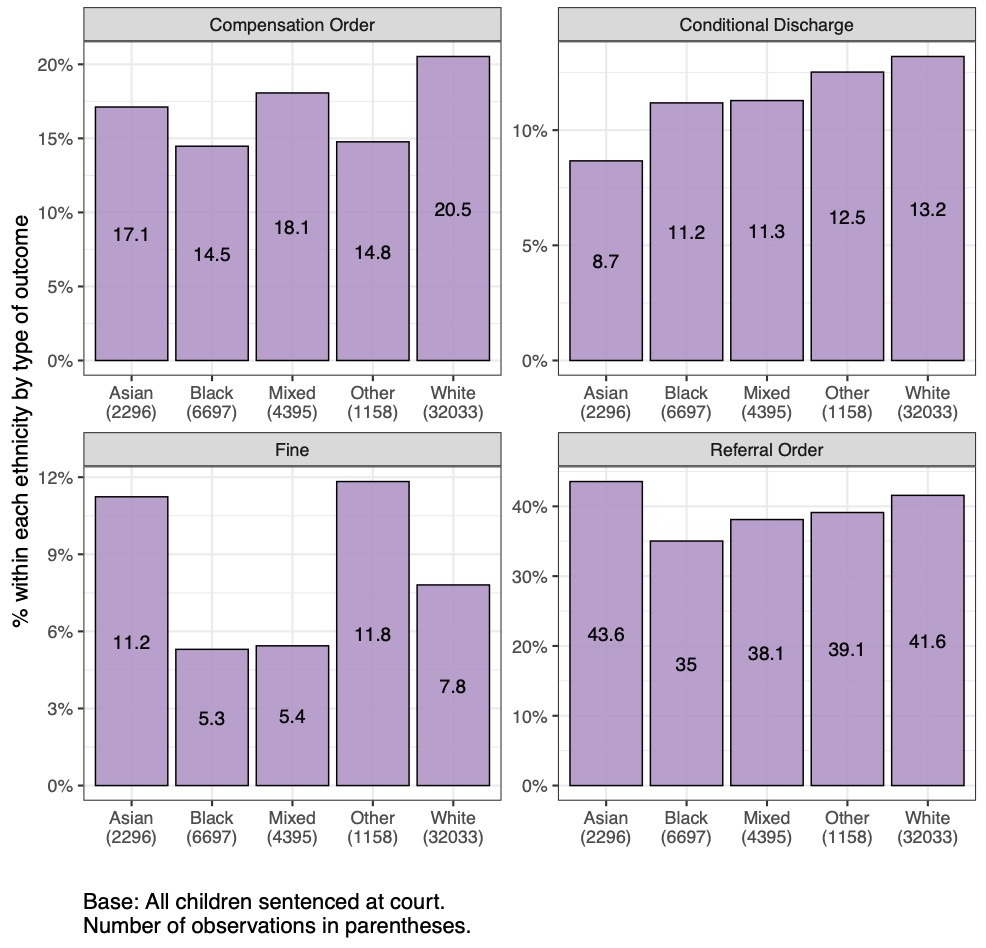 % within each ethnicity by type of outcome
Compensation Order
20%
15%
10%
5%
0%
17.1
14.5
18.1
14.8
20.5
Asian Black Mixed Other White
(2296) (6697) (4395) (1158) (32033)
Conditional Discharge
10%
5%
0%
8.7
11.2
11.3
12.5
13.2
Asian Black Mixed Other White
(2296) (6697) (4395) (1158) (32033)
Fine
12%
9%
6%
3%
0%
11.2
5.3
5.4
11.8
7.8
Asian Black Mixed Other White
(2296) (6697) (4395) (1158) (32033)
Referral Order
40%
30%
20%
10%
0%
43.6
35
38.1
39.1
41.6
Asian Black Mixed Other White
(2296) (6697) (4395) (1158) (32033)
Base: All children sentenced at court.
Number of observations in parentheses.